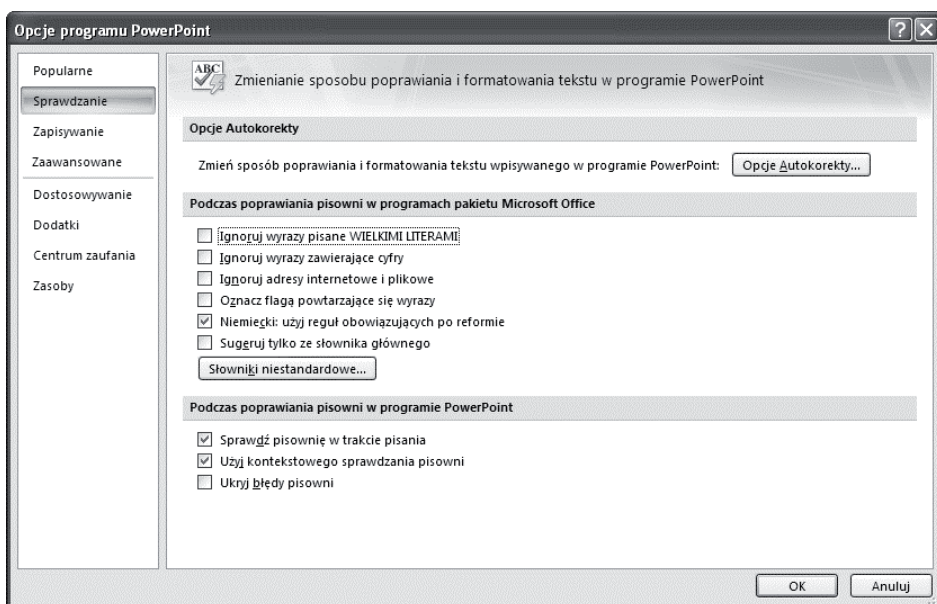 Opcje programu PowerPoint
Popularne
Sprawdzanie
Zapisywanie
Zaawansowane
Dostosowywanie
Dodatki
Centrum zaufania
Zasoby
ABC
Zmienianie sposobu poprawiania i formatowania tekstu w programie PowerPoint
Opcje Autokorekty
Zmień sposób poprawiania i formatowania tekstu wpisywanego w programie PowerPoint: Opcje Autokorekty...
Podczas poprawiania pisowni w programach pakietu Microsoft Office
Ignoruj wyrazy pisane WIELKIMI LITERAMI
Ignoruj wyrazy zawierające cyfry
Ignoruj adresy internetowe i plikowe
Oznacz flagą powtarzające się wyrazy
Niemiecki: użyj reguł obowiązujących po reformie
Sugeruj tylko ze słownika głównego
Słowniki niestandardowe...
Podczas poprawiania pisowni w programie PowerPoint
Sprawdź pisownię w trakcie pisania
Użyj kontekstowego sprawdzania pisowni
Ukryj błędy pisowni
OK Anuluj